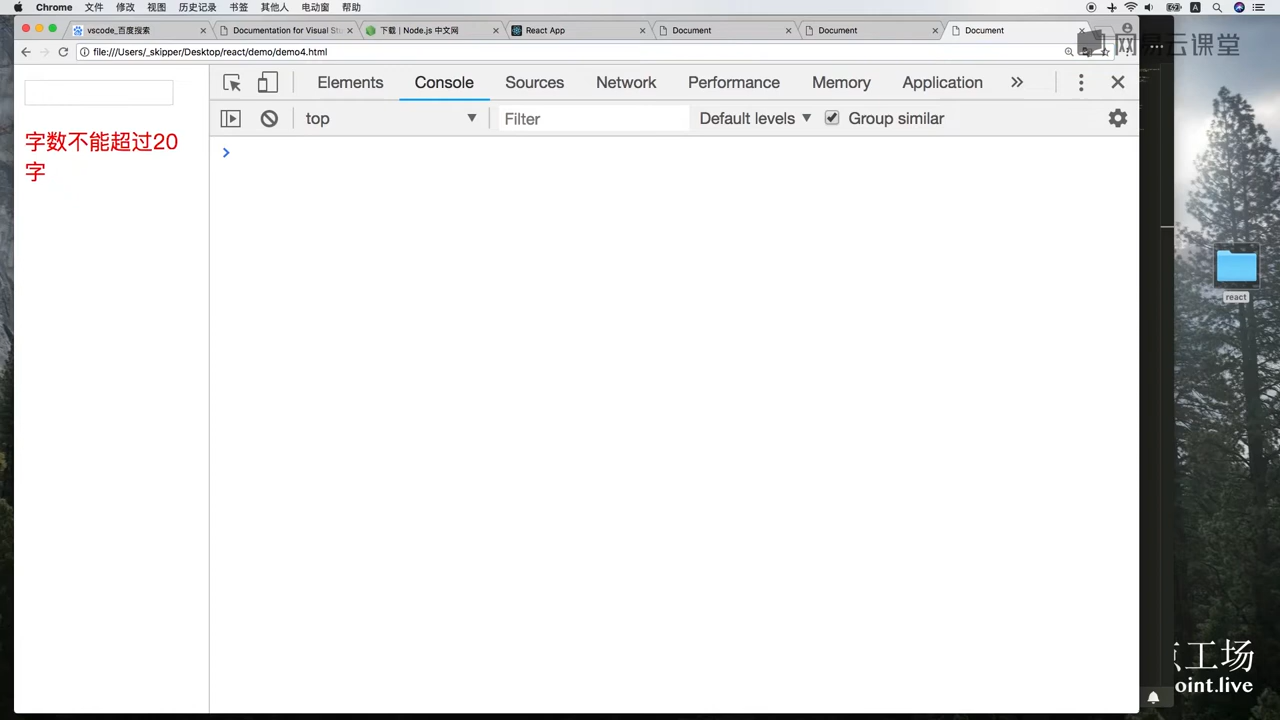 Chrome 文件 修改 视图 历史记录 书签 其他人 电动窗 帮助
vscode_百度搜索 Documentation for Visual Stu 下载 | Node.js 中文网 React App Document Document Document
file:///Users/_skipper/Desktop/react/demo/demo4.html
网易云课堂
Elements Console Sources Network Performance Memory Application
top Filter Default levels Group similar
字数不能超过20
字
react
工场
oint.live